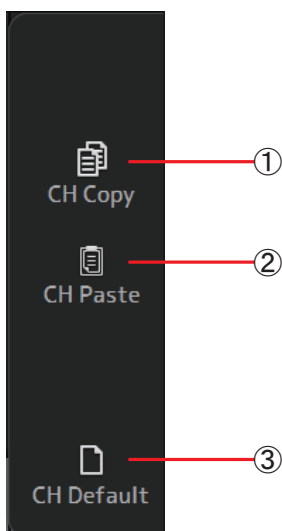 ①
CH Copy
②
CH Paste
③
CH Default